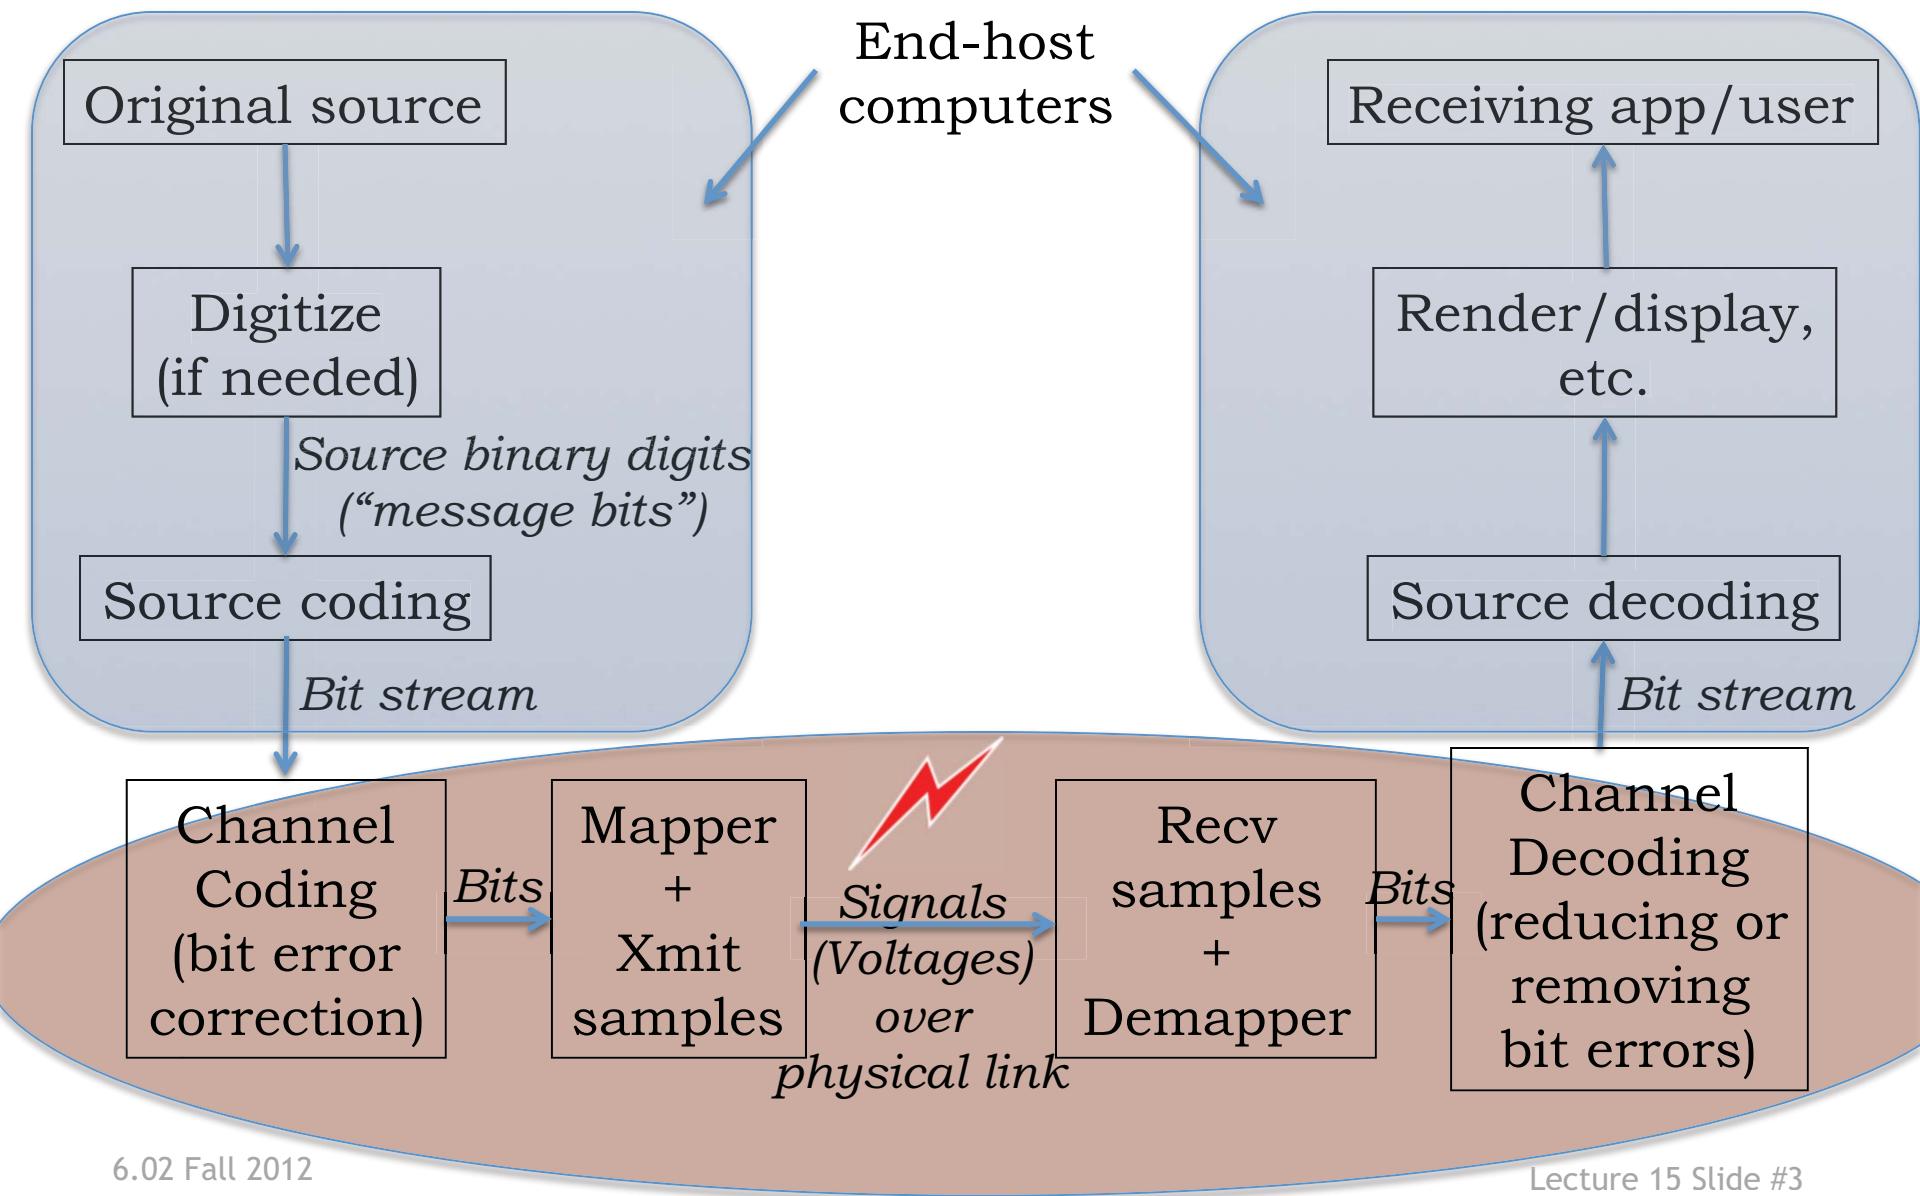 End-host
computers
Original source
Digitize
(if needed)
Source binary digits
(“message bits”)
Source coding
Bit stream
Channel
Coding
(bit error
correction)
Bits
Mapper
+
Xmit
samples
Signals
(Voltages)
over
physical link
Recv
samples
+
Demapper
Bits
Channel
Decoding
(reducing or
removing
bit errors)
Bit stream
Source decoding
Render/display,
etc.
Receiving app/user
6.02 Fall 2012
Lecture 15 Slide #3